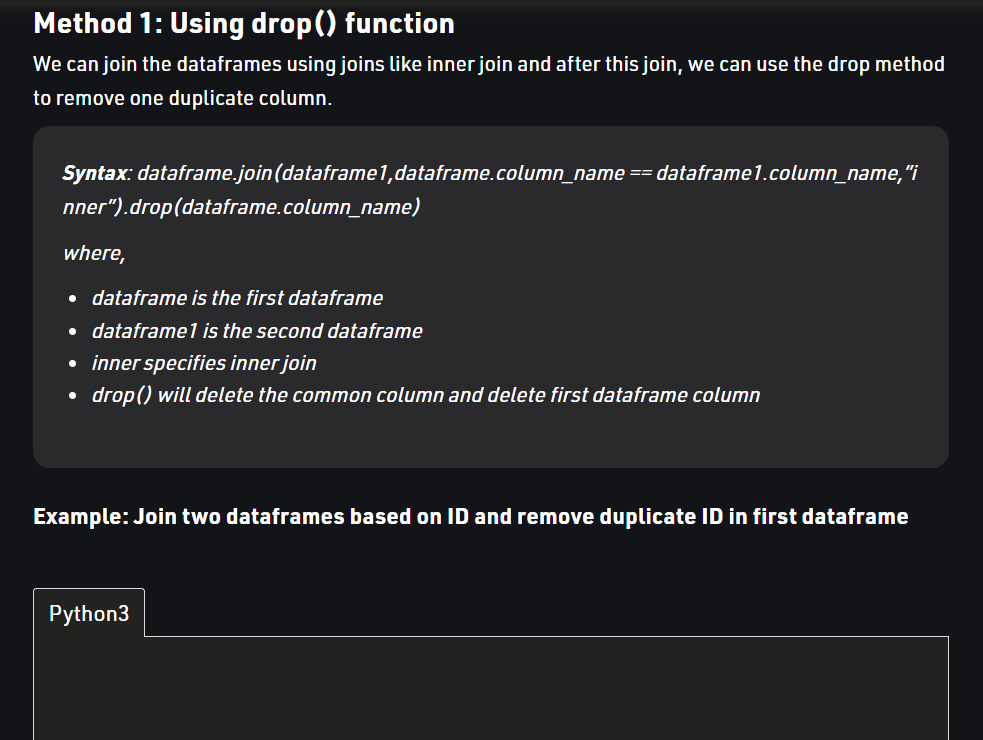 Method 1: Using drop() function
We can join the dataframes using joins like inner join and after this join, we can use the drop method
to remove one duplicate column.
Syntax: dataframe.join(dataframe1,dataframe.column_name == dataframe1.column_name,”i
nner”).drop(dataframe.column_name)
where,
• dataframe is the first dataframe
• dataframe1 is the second dataframe
• inner specifies inner join
• drop() will delete the common column and delete first dataframe column
Example: Join two dataframes based on ID and remove duplicate ID in first dataframe
Python3